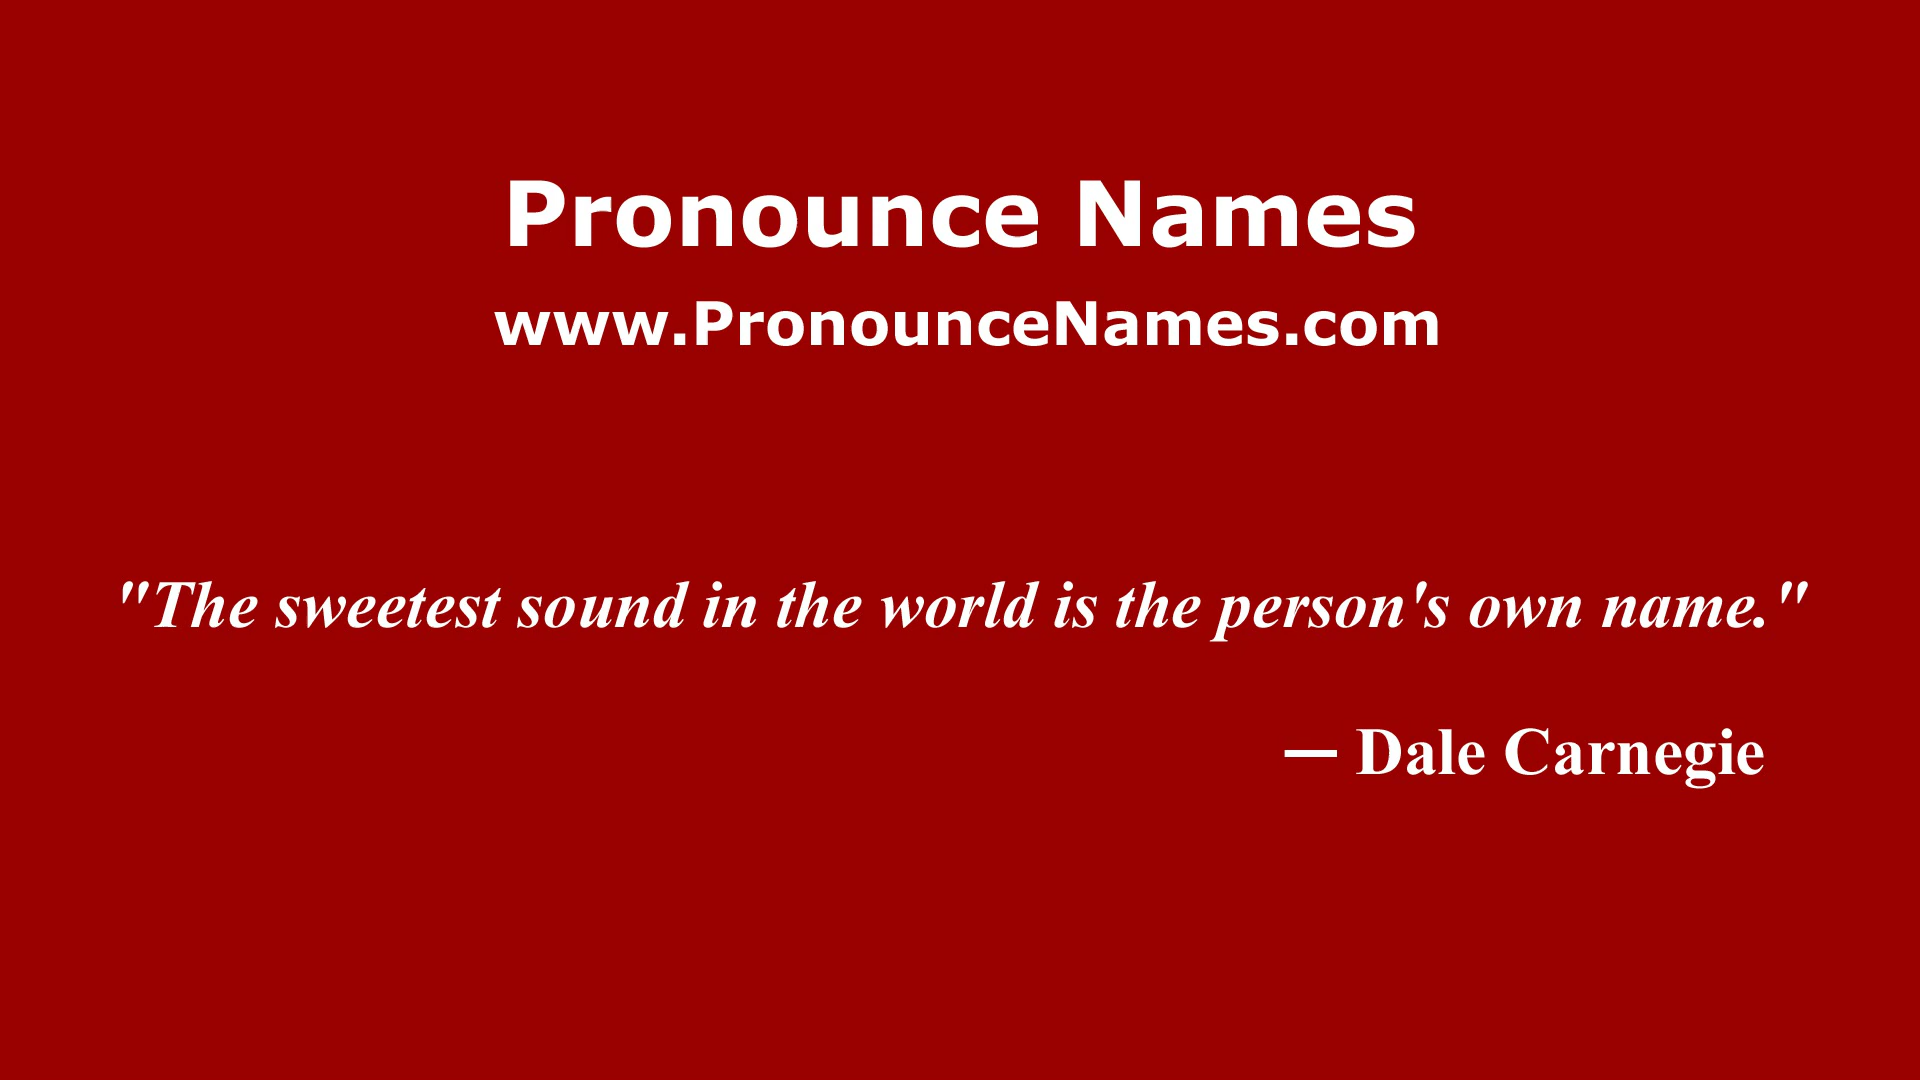 Pronounce Names
www.PronounceNames.com
"The sweetest sound in the world is the person's own name."
— Dale Carnegie